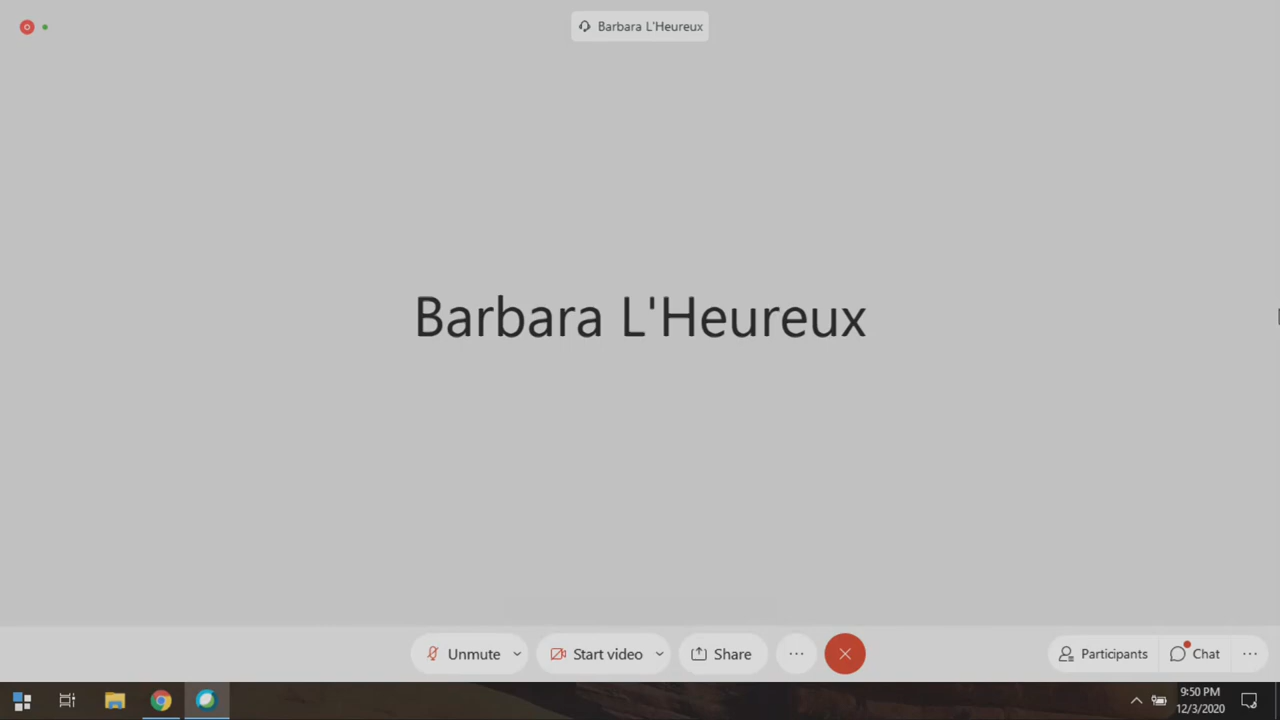 Barbara L'Heureux
Barbara L'Heureux
Unmute
Start video
Share
Participants
Chat
9:50 PM
12/3/2020